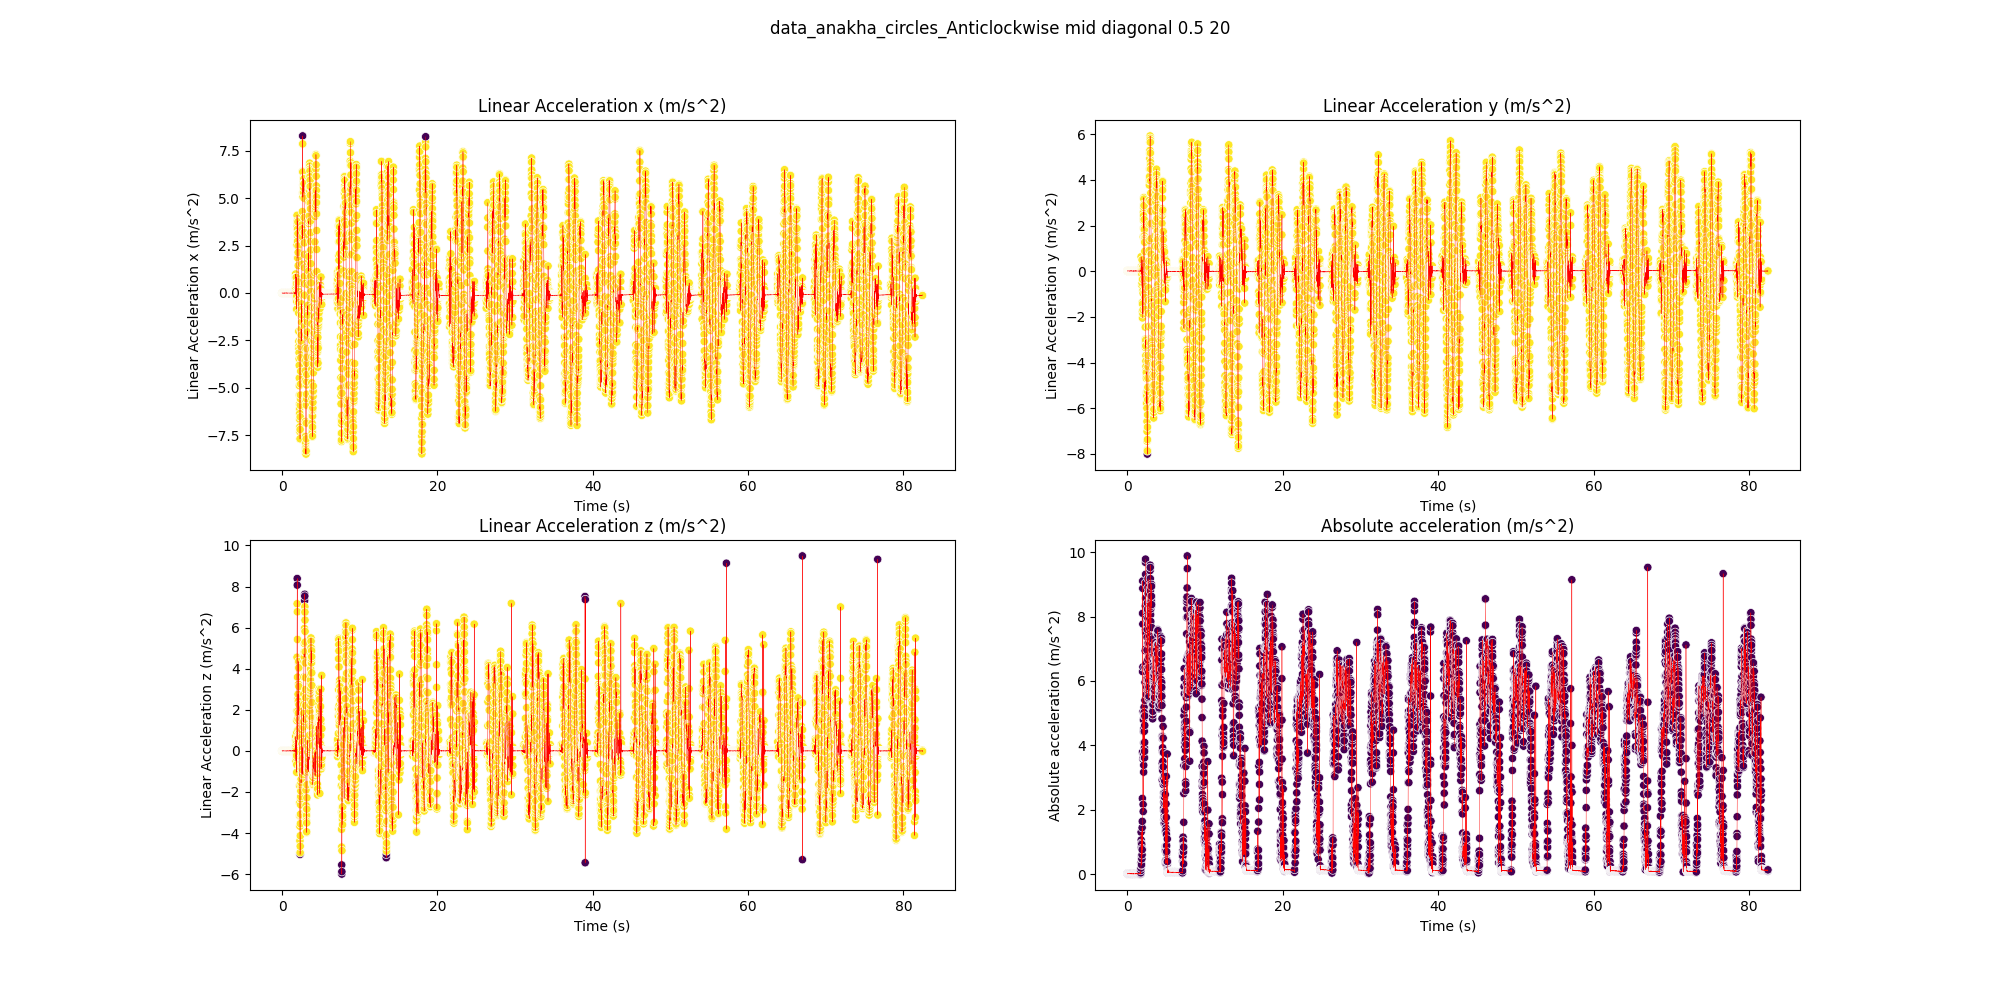 data_anakha_circles_Anticlockwise mid diagonal 0.5 20
Linear Acceleration x (m/s^2)
Linear Acceleration x (m/s^2)
7.5
5.0
2.5
0.0
−2.5
−5.0
−7.5
0 20 40 60 80
Time (s)
Linear Acceleration y (m/s^2)
Linear Acceleration y (m/s^2)
6
4
2
0
−2
−4
−6
−8
0 20 40 60 80
Time (s)
Linear Acceleration z (m/s^2)
Linear Acceleration z (m/s^2)
10
8
6
4
2
0
−2
−4
−6
0 20 40 60 80
Time (s)
Absolute acceleration (m/s^2)
Absolute acceleration (m/s^2)
10
8
6
4
2
0
0 20 40 60 80
Time (s)